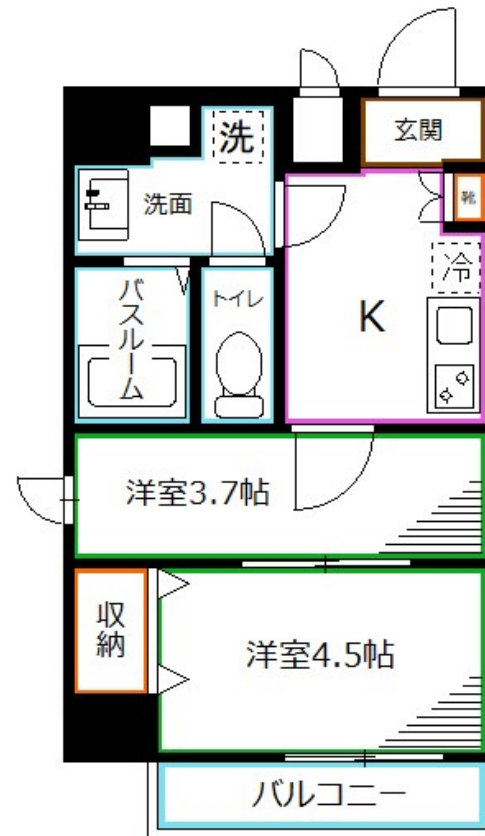 玄関
洗
靴
洗面
冷
バスルーム
トイレ
K
洋室3.7帖
収納
洋室4.5帖
バルコニー